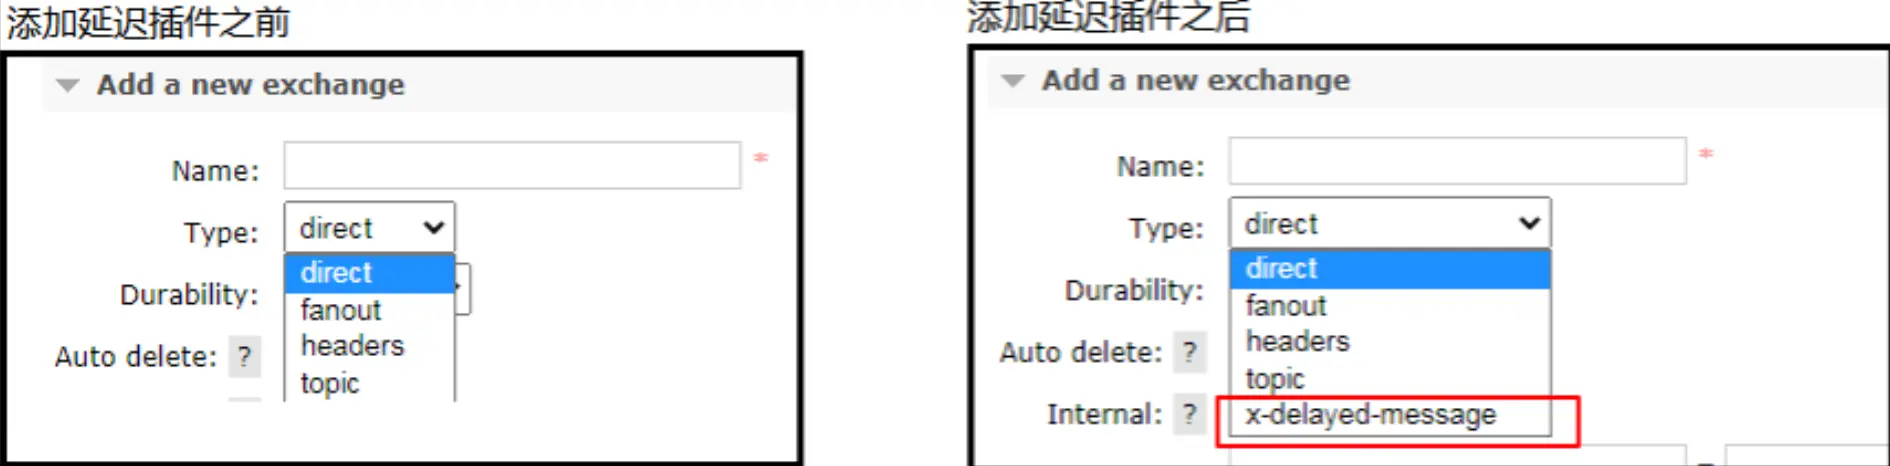 添加延迟插件之前
Add a new exchange
Name:
*
Type:
direct
direct
Durability:
fanout
headers
Auto delete: ?
topic
添加延迟插件之后
Add a new exchange
Name:
*
Type:
direct
direct
Durability:
fanout
headers
Auto delete: ?
topic
Internal: ?
x-delayed-message